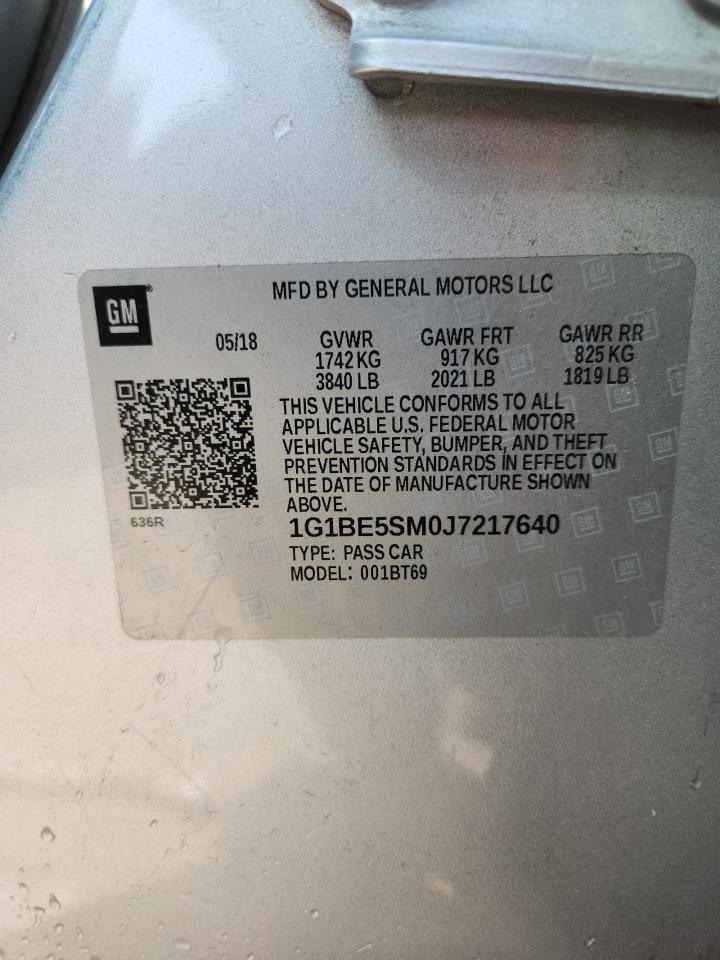 GM
MFD BY GENERAL MOTORS LLC
05/18 GVWR GAWR FRT GAWR RR
1742 KG 917 KG 825 KG
3840 LB 2021 LB 1819 LB
THIS VEHICLE CONFORMS TO ALL
APPLICABLE U.S. FEDERAL MOTOR
VEHICLE SAFETY, BUMPER, AND THEFT
PREVENTION STANDARDS IN EFFECT ON
THE DATE OF MANUFACTURE SHOWN
ABOVE.
636R
1G1BE5SM0J7217640
TYPE: PASS CAR
MODEL: 001BT69